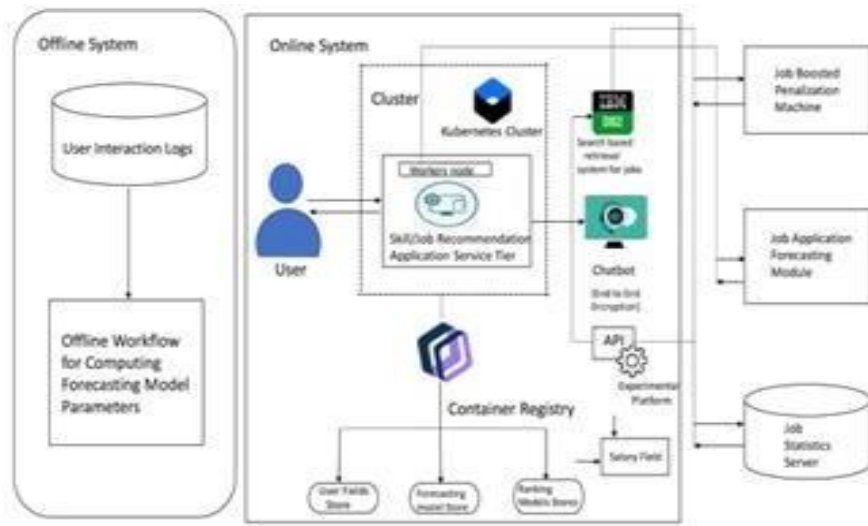 Offline System
User Interaction Logs
Offline Workflow
for Computing
Forecasting Model
Parameters
Online System
Cluster
Kubernetes Cluster
Workers node
Skill/Job Recommendation
Application Service Tier
User
IBM
DB2
Search based
retrieval
system for jobs
Chatbot
(End to End
Encryption)
API
Experimental
Platform
Container Registry
Salary Field
User Fields
Store
Forecasting
model Store
Ranking
Models Stores
Job Boosted
Penalization
Machine
Job Application
Forecasting
Module
Job
Statistics
Server